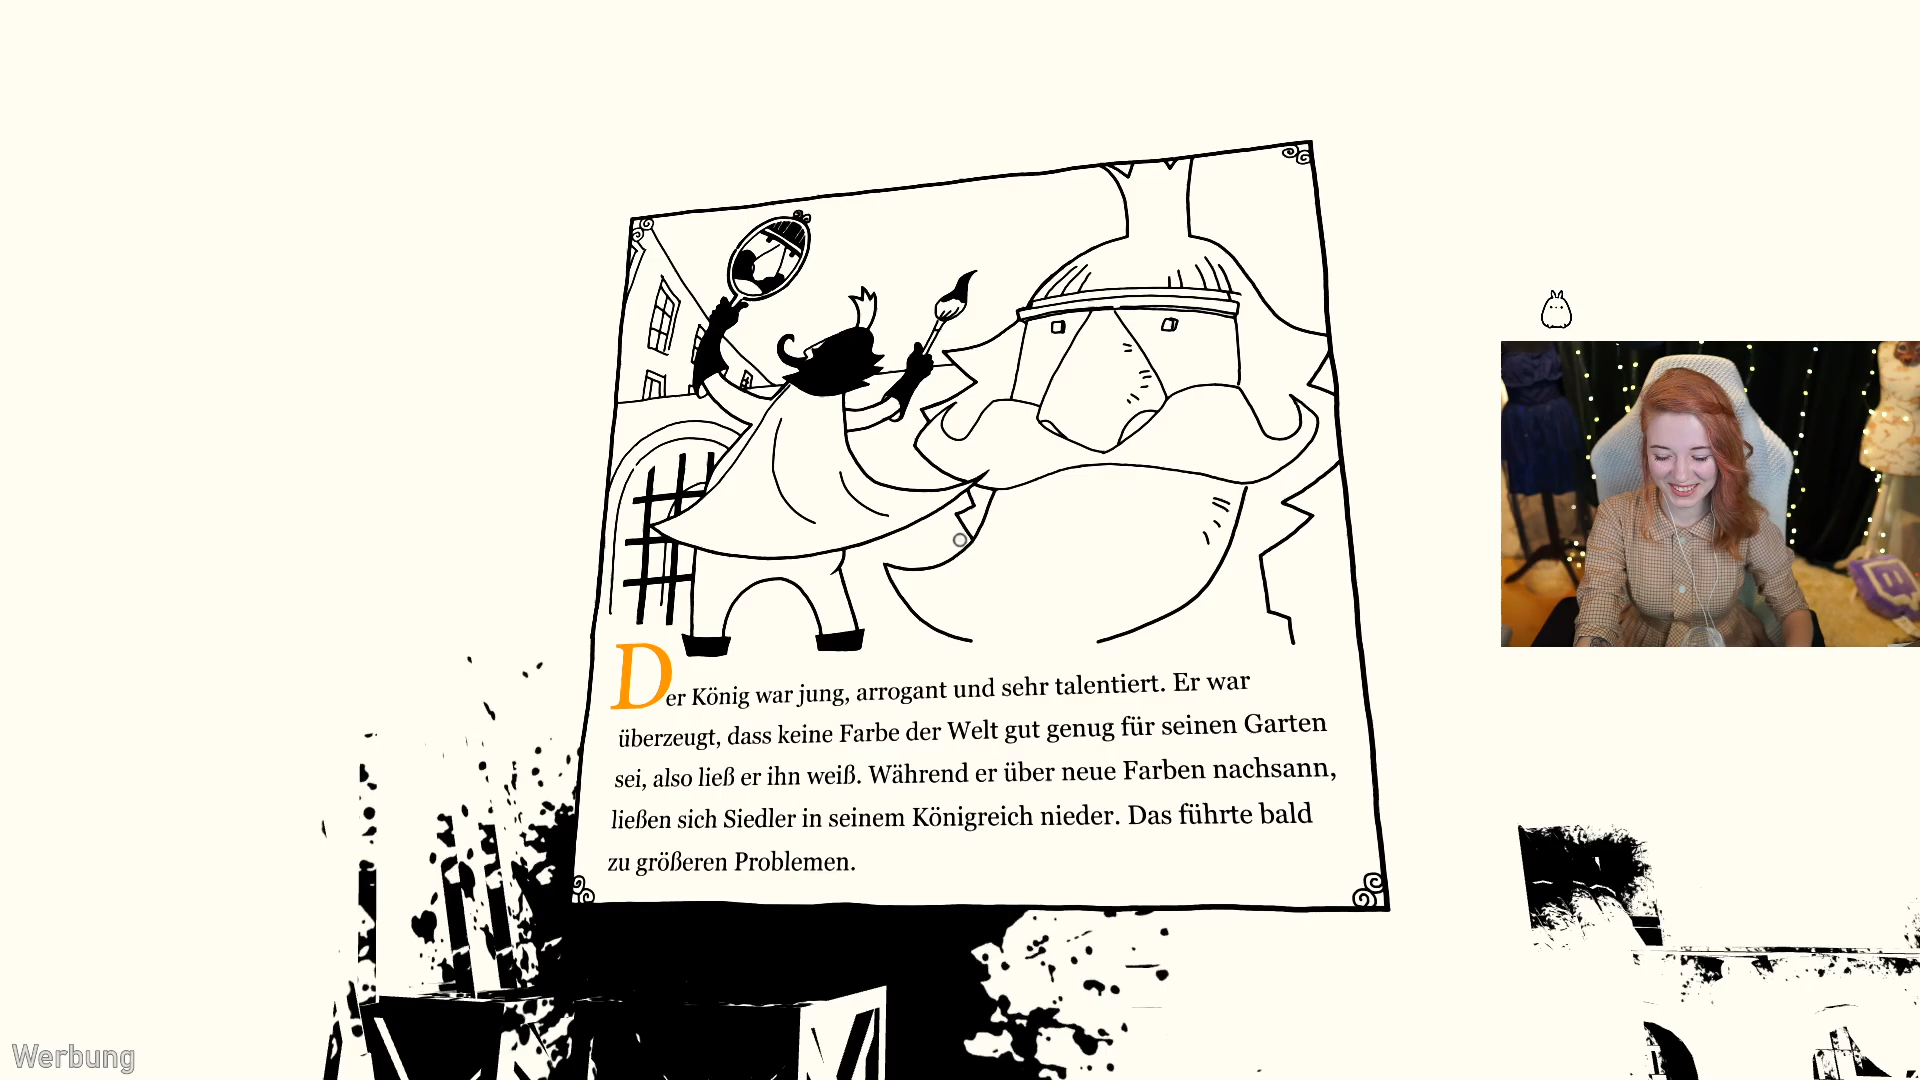 Der König war jung, arrogant und sehr talentiert. Er war
überzeugt, dass keine Farbe der Welt gut genug für seinen Garten
sei, also ließ er ihn weiß. Während er über neue Farben nachsann,
ließen sich Siedler in seinem Königreich nieder. Das führte bald
zu größeren Problemen.
Werbung